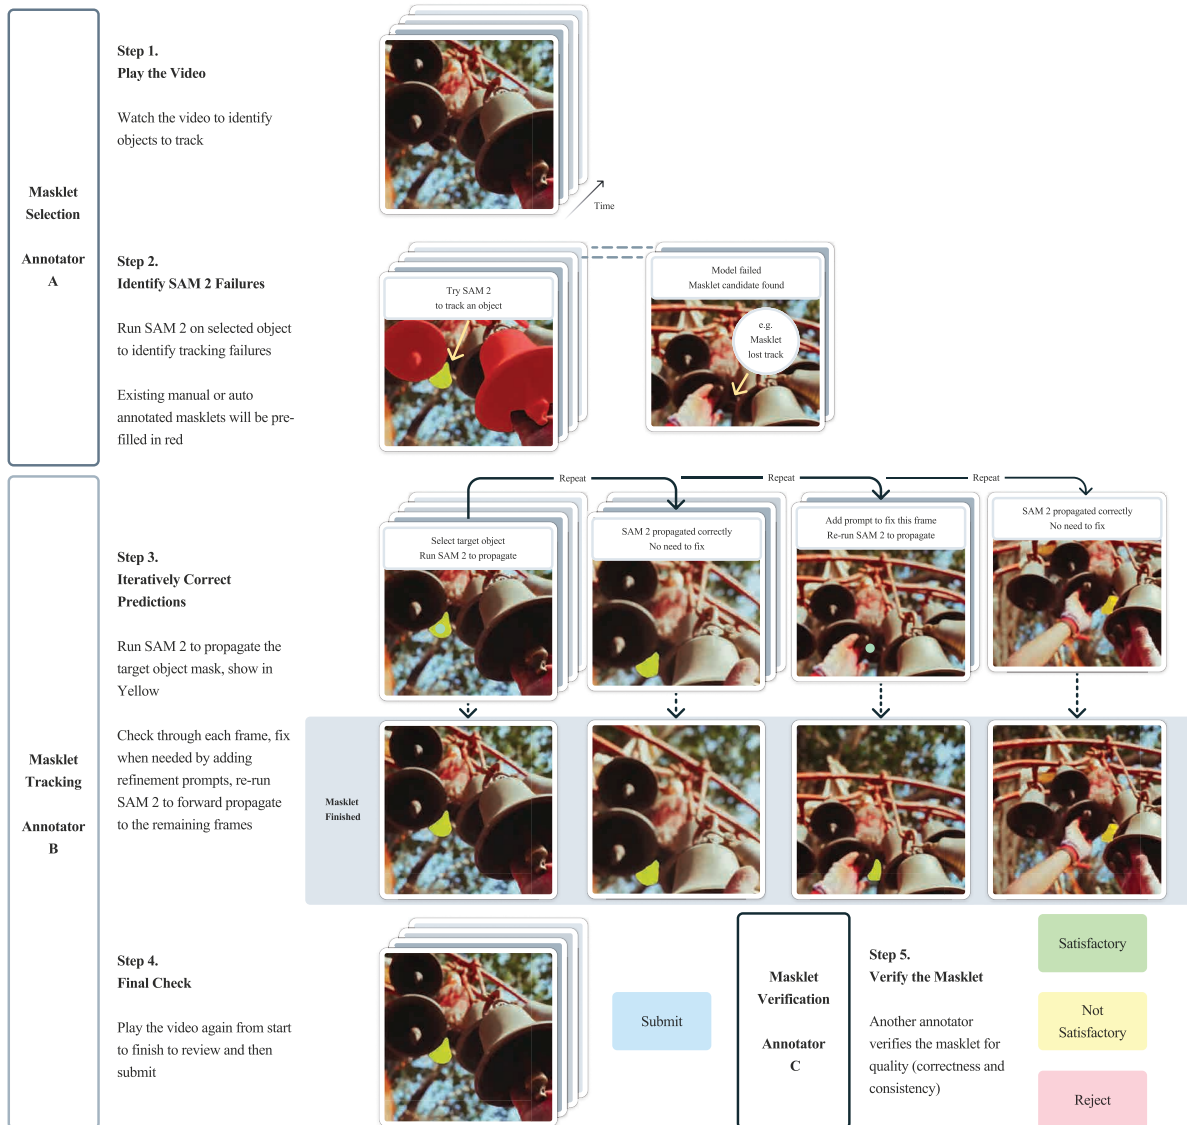 Masklet
Selection
Annotator
A
Step 1.
Play the Video
Watch the video to identify
objects to track
Time
Step 2.
Identify SAM 2 Failures
Run SAM 2 on selected object
to identify tracking failures
Existing manual or auto
annotated masklets will be pre-
filled in red
Try SAM 2
to track an object
Model failed
Masklet candidate found
e.g.
Masklet
lost track
Masklet
Tracking
Annotator
B
Step 3.
Iteratively Correct
Predictions
Run SAM 2 to propagate the
target object mask, show in
Yellow
Check through each frame, fix
when needed by adding
refinement prompts, re-run
SAM 2 to forward propagate
to the remaining frames
Repeat
Repeat
Repeat
Select target object
Run SAM 2 to propagate
SAM 2 propagated correctly
No need to fix
Add prompt to fix this frame
Re-run SAM 2 to propagate
SAM 2 propagated correctly
No need to fix
Masklet
Finished
Step 4.
Final Check
Play the video again from start
to finish to review and then
submit
Submit
Masklet
Verification
Annotator
C
Step 5.
Verify the Masklet
Another annotator
verifies the masklet for
quality (correctness and
consistency)
Satisfactory
Not
Satisfactory
Reject